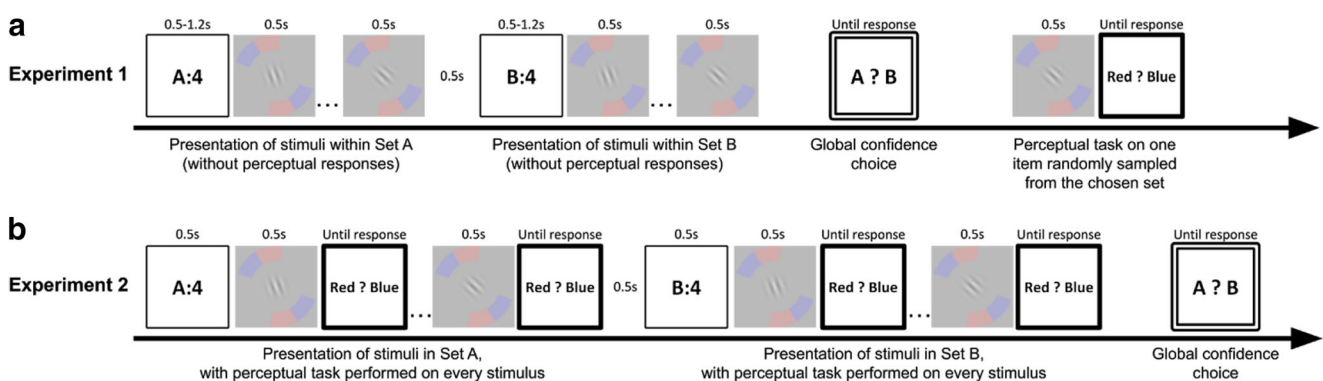 a
0.5-1.2s 0.5s 0.5s 0.5-1.2s 0.5s 0.5s Until response 0.5s Until response
Experiment 1 A:4 ... 0.5s B:4 ... A ? B Red ? Blue
Presentation of stimuli within Set A Presentation of stimuli within Set B Global confidence Perceptual task on one
(without perceptual responses) (without perceptual responses) choice item randomly sampled
from the chosen set
b
0.5s 0.5s Until response 0.5s Until response 0.5s 0.5s Until response 0.5s Until response Until response
Experiment 2 A:4 Red ? Blue ... Red ? Blue 0.5s B:4 Red ? Blue ... Red ? Blue A ? B
Presentation of stimuli in Set A, Presentation of stimuli in Set B, Global confidence
with perceptual task performed on every stimulus with perceptual task performed on every stimulus choice